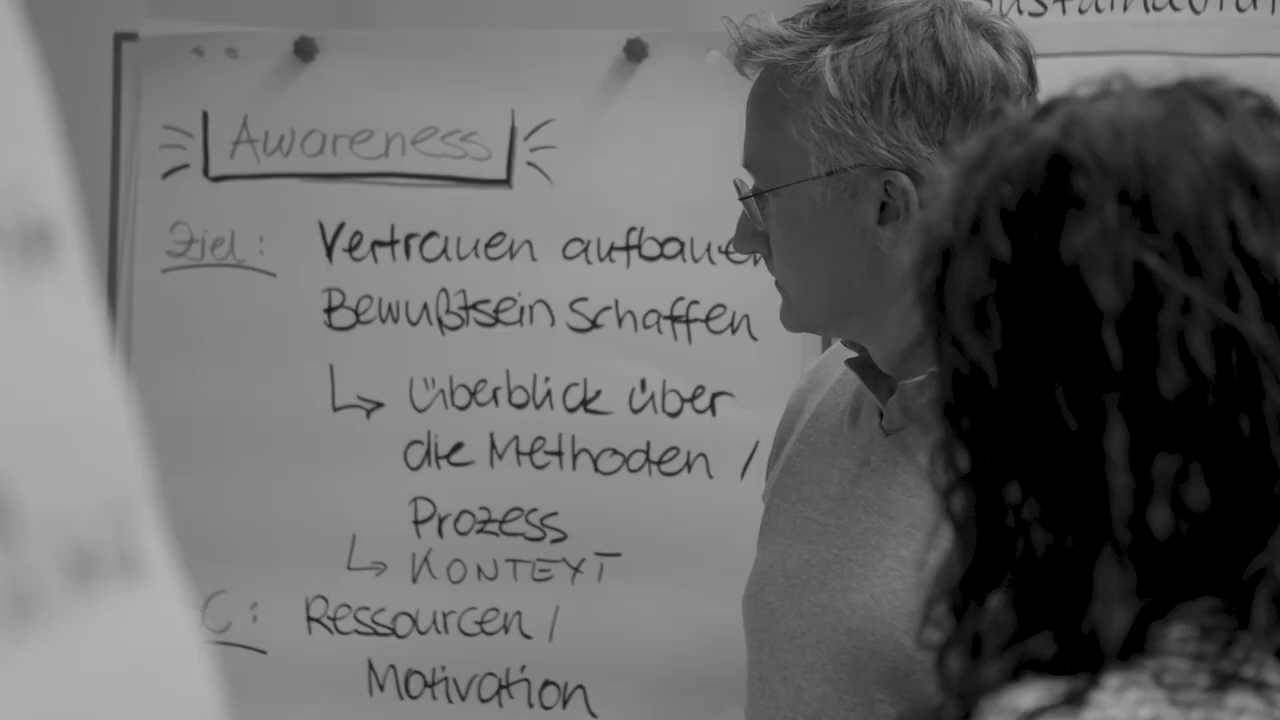 Awareness
Ziel: Vertrauen aufbauen
Bewußtsein schaffen
↳ überblick über
die Methoden /
Prozess
↳ KONTEXT
C: Ressourcen /
Motivation